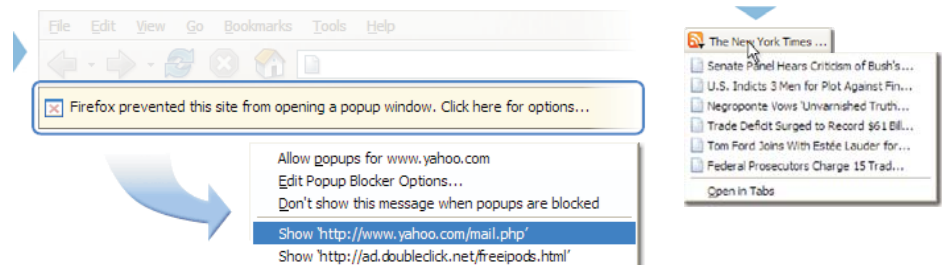 File Edit View Go Bookmarks Tools Help
Firefox prevented this site from opening a popup window. Click here for options...
Allow popups for www.yahoo.com
Edit Popup Blocker Options...
Don't show this message when popups are blocked
Show 'http://www.yahoo.com/mail.php'
Show 'http://ad.doubleclick.net/freeipods.html'
The New York Times ...
Senate Panel Hears Criticism of Bush's...
U.S. Indicts 3 Men for Plot Against Fin...
Negroponte Vows 'Unvarnished Truth...
Trade Deficit Surged to Record $61 Bill...
Tom Ford Joins With Estée Lauder for...
Federal Prosecutors Charge 15 Trad...
Open in Tabs